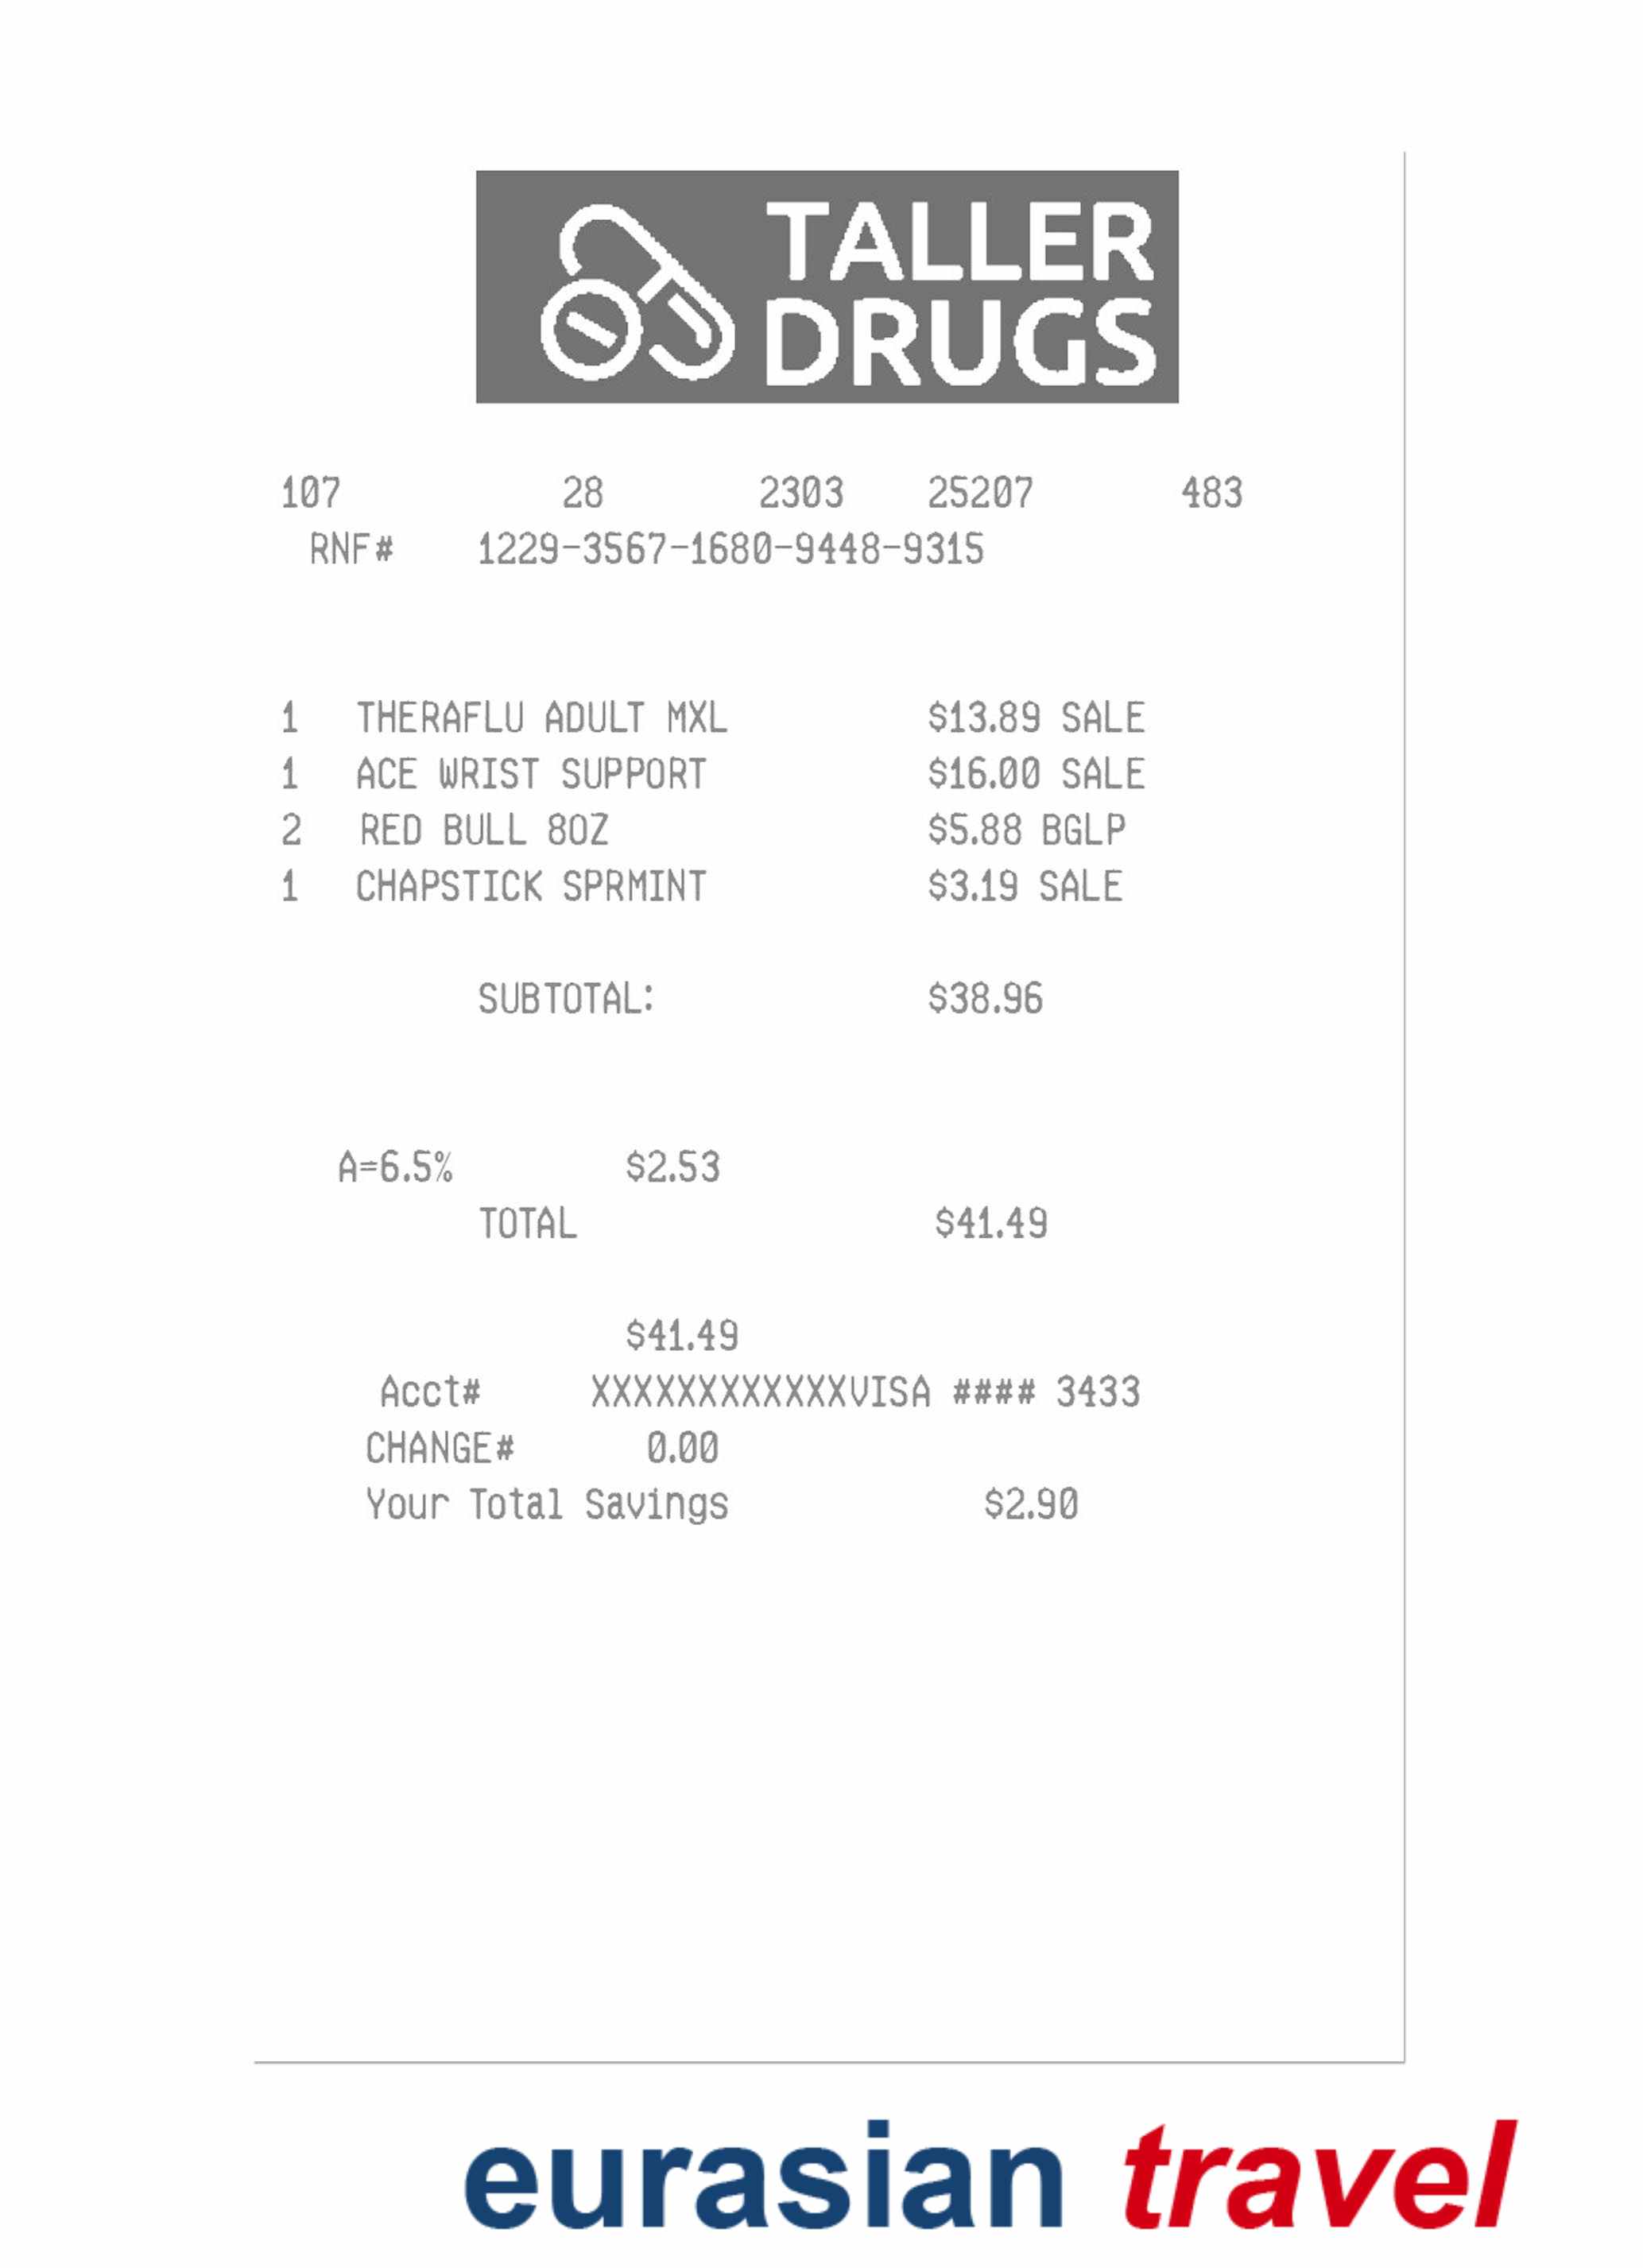 TALLER
DRUGS
107 28 2303 25207 483
RNF# 1229-3567-1680-9448-9315
1 THERAFLU ADULT MXL $13.89 SALE
1 ACE WRIST SUPPORT $16.00 SALE
2 RED BULL 8OZ $5.88 BGLP
1 CHAPSTICK SPRMINT $3.19 SALE
SUBTOTAL: $38.96
A=6.5% $2.53
TOTAL $41.49
$41.49
Acct# XXXXXXXXXXXXVISA #### 3433
CHANGE# 0.00
Your Total Savings $2.90
eurasian travel